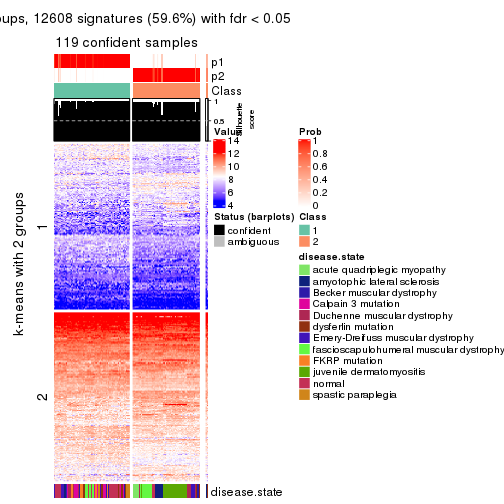 oups, 12608 signatures (59.6%) with fdr < 0.05
119 confident samples
p1
p2
Class
1
0.5
0
silhouette
score
k-means with 2 groups
1
2
disease.state
Value
14
12
10
8
6
4
Prob
1
0.8
0.6
0.4
0.2
0
Status (barplots)
confident
ambiguous
Class
1
2
disease.state
acute quadriplegic myopathy
amyotophic lateral sclerosis
Becker muscular dystrophy
Calpain 3 mutation
Duchenne muscular dystrophy
dysferlin mutation
Emery-Dreifuss muscular dystrophy
fascioscapulohumeral muscular dystrophy
FKRP mutation
juvenile dermatomyositis
normal
spastic paraplegia